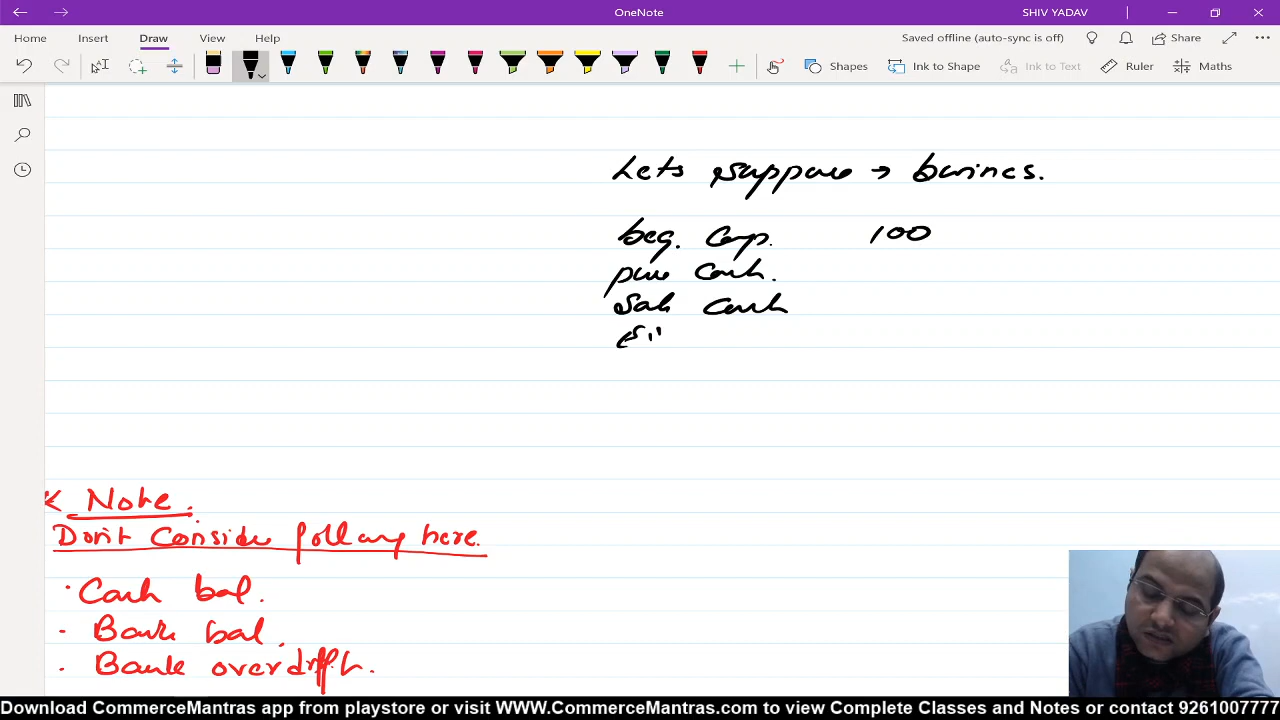 OneNote
SHIV YADAV
Home Insert Draw View Help
Saved offline (auto-sync is off)
Share
Shapes
Ink to Shape
Ink to Text
Ruler
Maths
Lets suppose → business.
beg. Cap. 100
pure Cash.
Sale Cash
Note.
Don't Consider following here.
· Cash bal.
· Bank bal.
· Bank overdraft.
Download CommerceMantras app from playstore or visit WWW.CommerceMantras.com to view Complete Classes and Notes or contact 9261007777